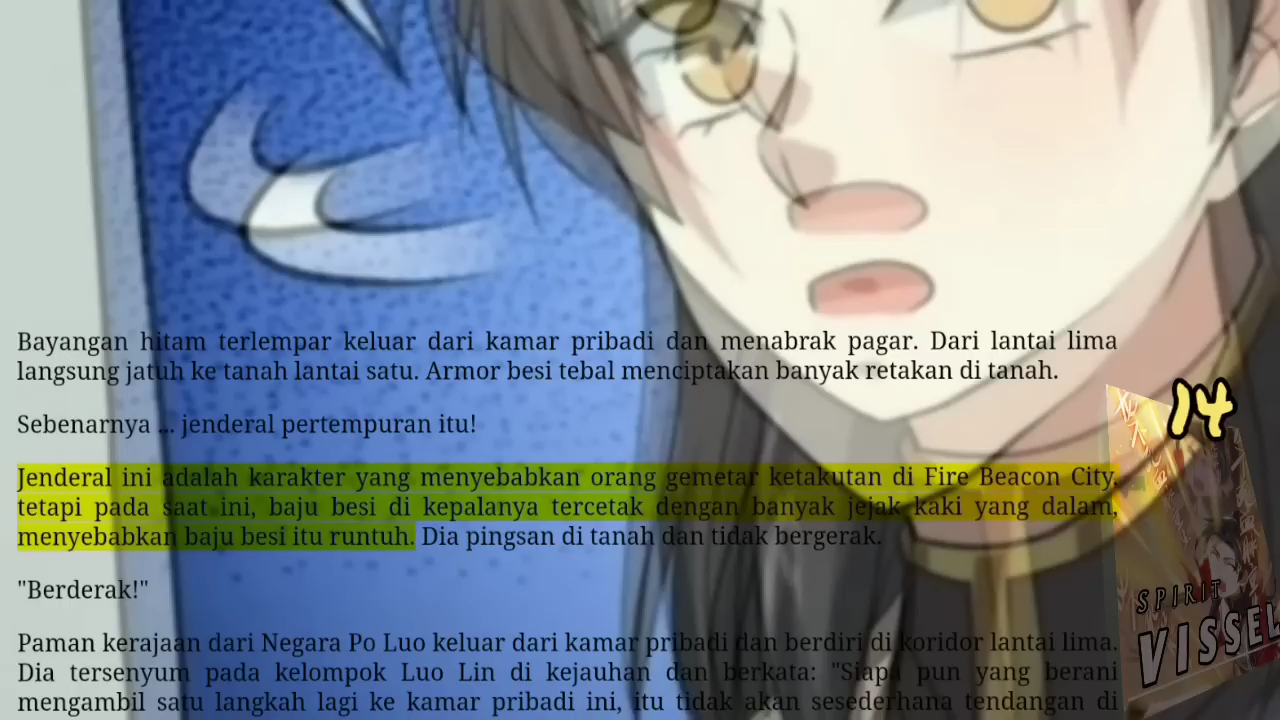 Bayangan hitam terlempar keluar dari kamar pribadi dan menabrak pagar. Dari lantai lima
langsung jatuh ke tanah lantai satu. Armor besi tebal menciptakan banyak retakan di tanah.
Sebenarnya ... jenderal pertempuran itu!
Jenderal ini adalah karakter yang menyebabkan orang gemetar ketakutan di Fire Beacon City,
tetapi pada saat ini, baju besi di kepalanya tercetak dengan banyak jejak kaki yang dalam,
menyebabkan baju besi itu runtuh. Dia pingsan di tanah dan tidak bergerak.
"Berderak!"
Paman kerajaan dari Negara Po Luo keluar dari kamar pribadi dan berdiri di koridor lantai lima.
Dia tersenyum pada kelompok Luo Lin di kejauhan dan berkata: "Siapa pun yang berani
mengambil satu langkah lagi ke kamar pribadi ini, itu tidak akan sesederhana tendangan di
14
SPIRIT
VISSEL